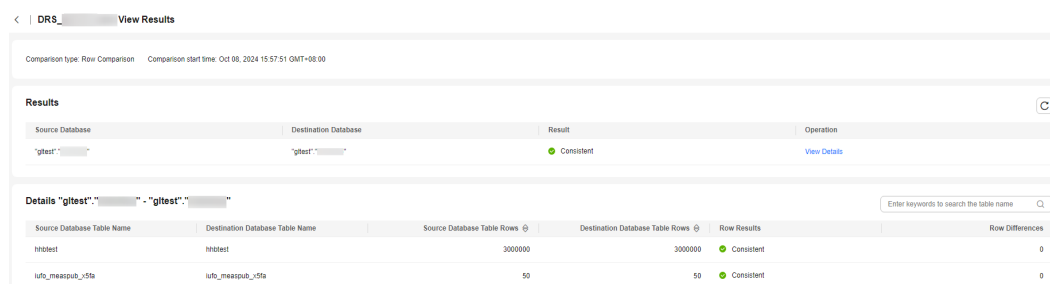 DRS_ View Results
Comparison type: Row Comparison Comparison start time: Oct 08, 2024 15:57:51 GMT+08:00
Results
Source Database Destination Database Result Operation
"gltest"." " "gltest"." " Consistent View Details
Details "gltest"." " - "gltest"." "
Enter keywords to search the table name
Source Database Table Name Destination Database Table Name Source Database Table Rows Destination Database Table Rows Row Results Row Differences
hhbtest hhbtest 3000000 3000000 Consistent 0
iufo_measpub_x5fa iufo_measpub_x5fa 50 50 Consistent 0